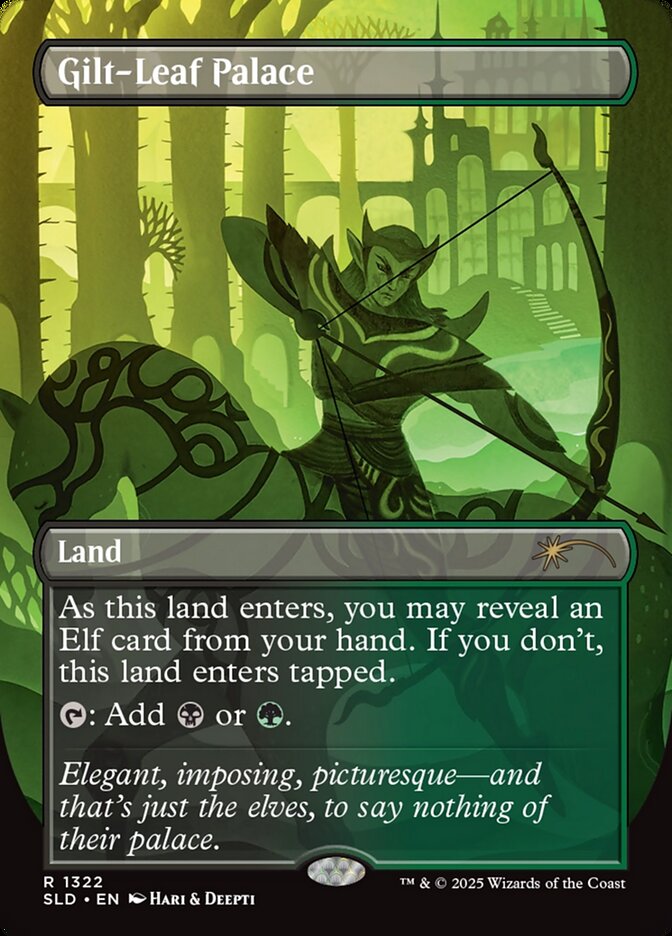 Gilt-Leaf Palace
Land
As this land enters, you may reveal an
Elf card from your hand. If you don't,
this land enters tapped.
: Add or .
Elegant, imposing, picturesque—and
that's just the elves, to say nothing of
their palace.
R 1322
SLD • EN Hari & Deepti
™ & © 2025 Wizards of the Coast